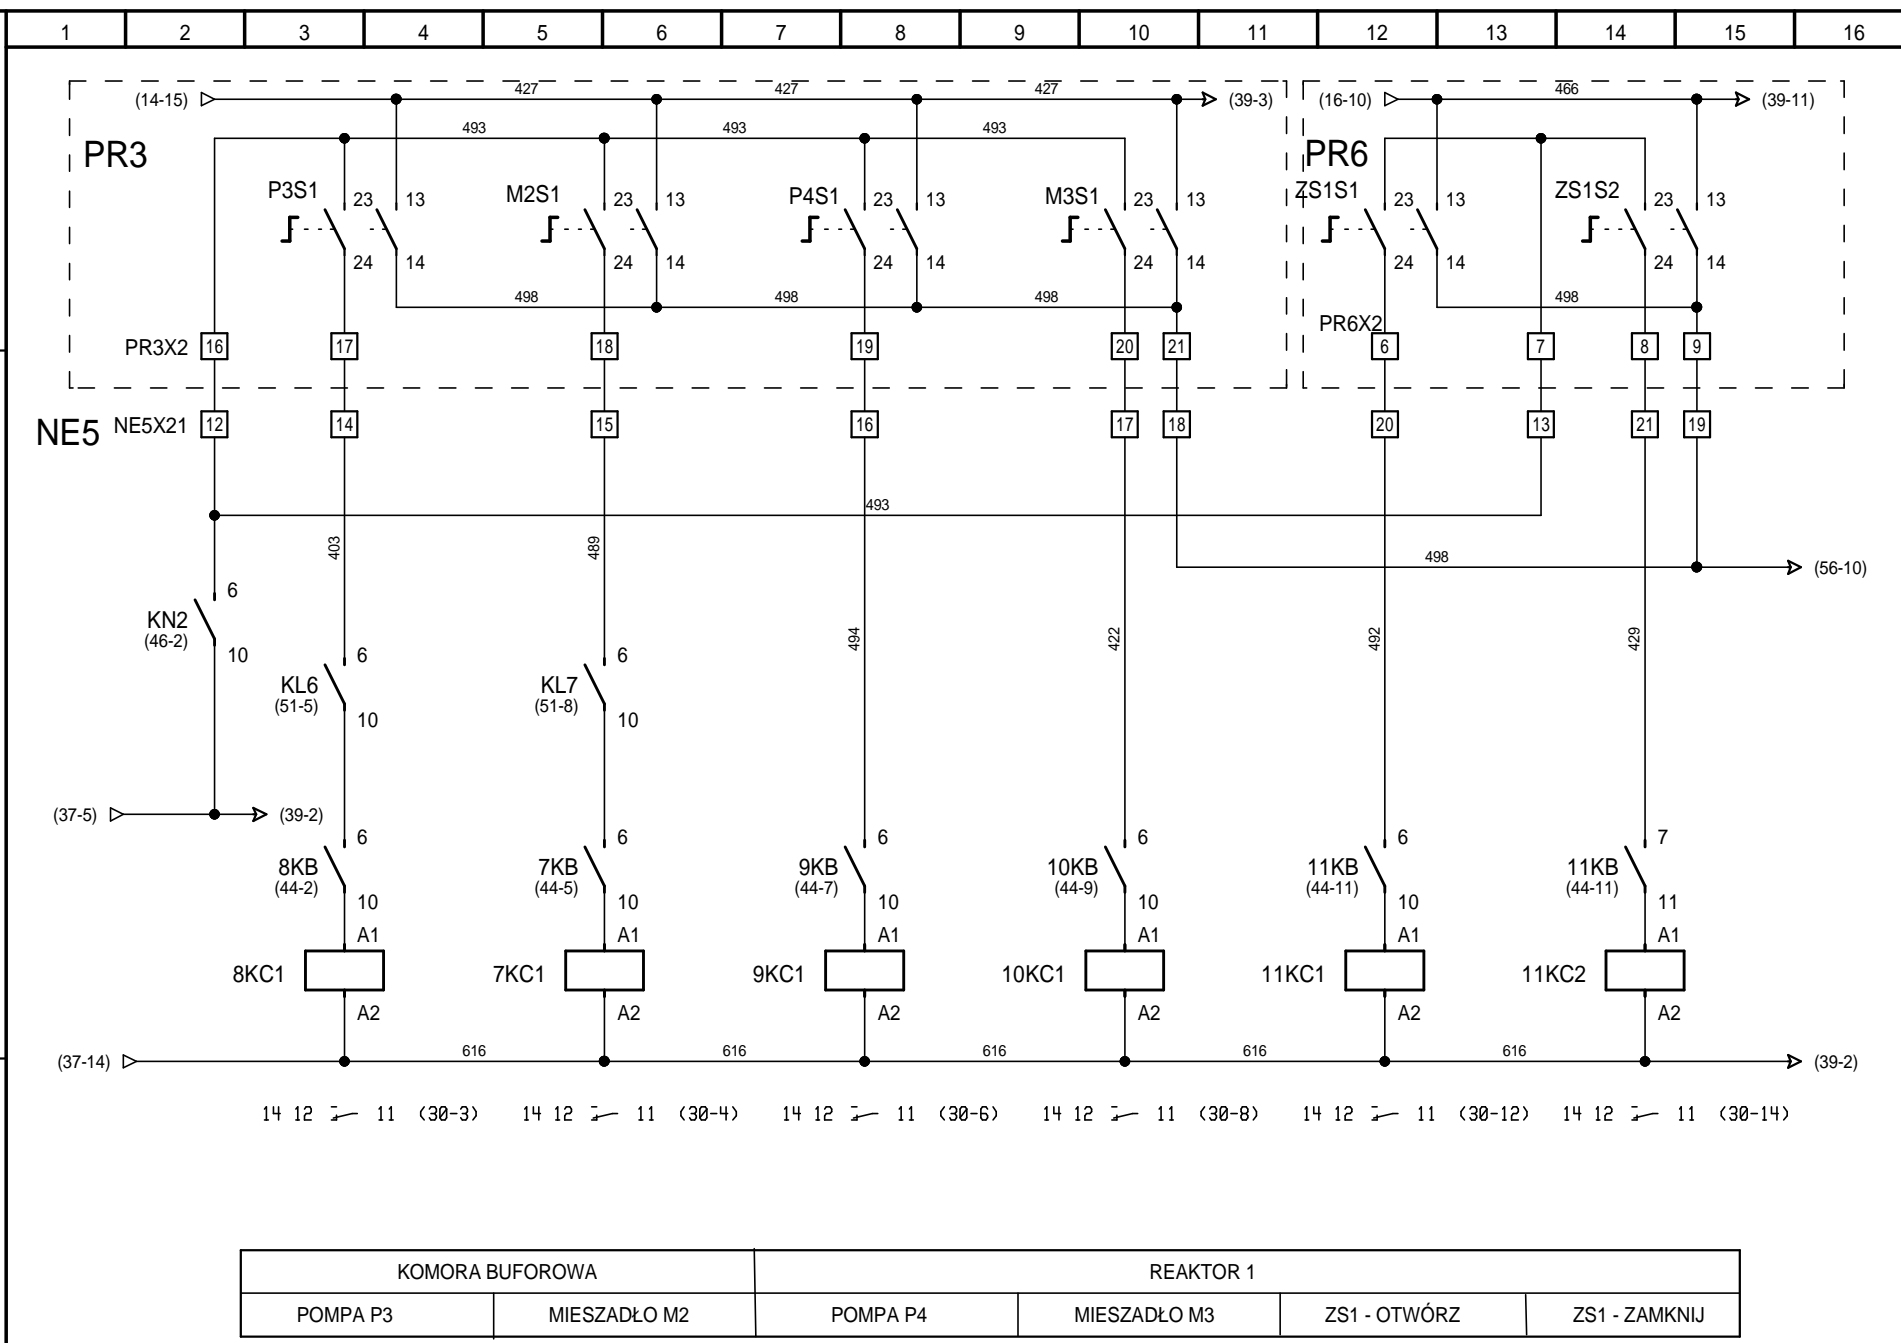 1 2 3 4 5 6 7 8 9 10 11 12 13 14 15 16
(14-15) 427 427 427 (39-3) (16-10) 466 (39-11)
493 493 493
PR3 PR6
P3S1 23 13 M2S1 23 13 P4S1 23 13 M3S1 23 13 ZS1S1 23 13 ZS1S2 23 13
24 14 24 14 24 14 24 14 24 14 24 14
498 498 498 498
PR6X2
PR3X2 16 17 18 19 20 21 6 7 8 9
NE5 NE5X21 12 14 15 16 17 18 20 13 21 19
493
403 489 498
(56-10)
6
KN2
(46-2)
10
494 422 492 429
6 6
KL6 KL7
(51-5) (51-8)
10 10
(37-5) (39-2)
6 6 6 6 6 7
8KB 7KB 9KB 10KB 11KB 11KB
(44-2) (44-5) (44-7) (44-9) (44-11) (44-11)
10 10 10 10 10 11
A1 A1 A1 A1 A1 A1
8KC1 7KC1 9KC1 10KC1 11KC1 11KC2
A2 A2 A2 A2 A2 A2
(37-14) 616 616 616 616 616 (39-2)
14 12 11 (30-3) 14 12 11 (30-4) 14 12 11 (30-6) 14 12 11 (30-8) 14 12 11 (30-12) 14 12 11 (30-14)
KOMORA BUFOROWA REAKTOR 1
POMPA P3 MIESZADŁO M2 POMPA P4 MIESZADŁO M3 ZS1 - OTWÓRZ ZS1 - ZAMKNIJ